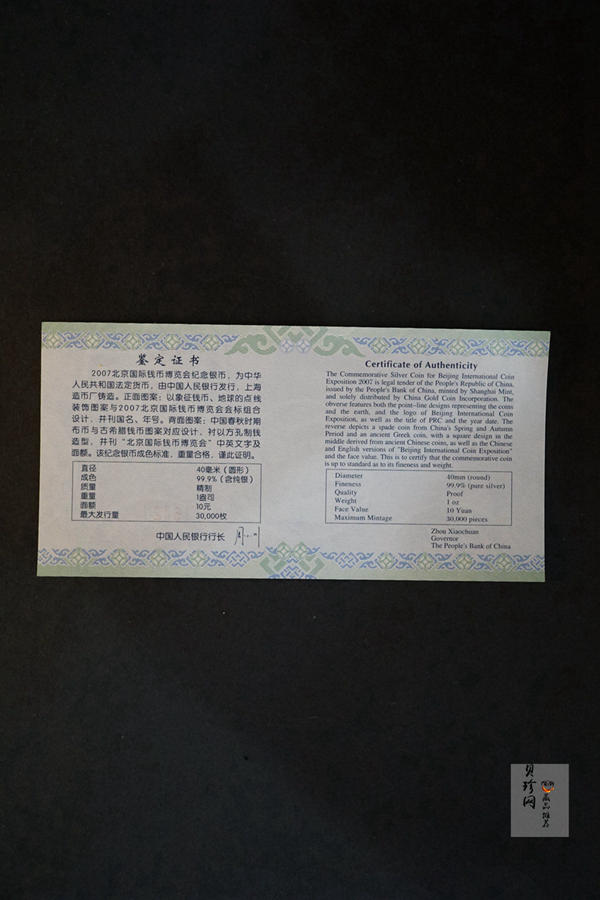 鉴定证书
2007北京国际钱币博览会纪念银币，为中华
人民共和国法定货币，由中国人民银行发行，上海
造币厂铸造。正面图案：以象征钱币、地球的点线
装饰图案与2007北京国际钱币博览会会标组合
设计，并刊国名、年号。背面图案：中国春秋时期
布币与古希腊钱币图案对应设计，衬以方孔制钱
造型，并刊“北京国际钱币博览会”中英文字及
面额。该纪念银币成色标准，重量合格，谨此证明。
直径 40毫米（圆形）
成色 99.9%（含纯银）
质量 精制
重量 1盎司
面额 10元
最大发行量 30,000枚
中国人民银行行长
Certificate of Authenticity
The Commemorative Silver Coin for Beijing International Coin
Exposition 2007 is legal tender of the People's Republic of China,
issued by the People's Bank of China, minted by Shanghai Mint,
and solely distributed by China Gold Coin Incorporation. The
obverse features both the point-line designs representing the coins
and the earth, and the logo of Beijing International Coin
Exposition, as well as the title of PRC and the year date. The
reverse depicts a spade coin from China's Spring and Autumn
Period and an ancient Greek coin, with a square design in the
middle derived from ancient Chinese coins, as well as the Chinese
and English versions of "Beijing International Coin Exposition"
and the face value. This is to certify that the commemorative coin
is up to standard as to its fineness and weight.
Diameter 40mm (round)
Fineness 99.9% (pure silver)
Quality Proof
Weight 1 oz
Face Value 10 Yuan
Maximum Mintage 30,000 pieces
Zhou Xiaochuan
Governor
The People's Bank of China
贝珍网
藏品推荐